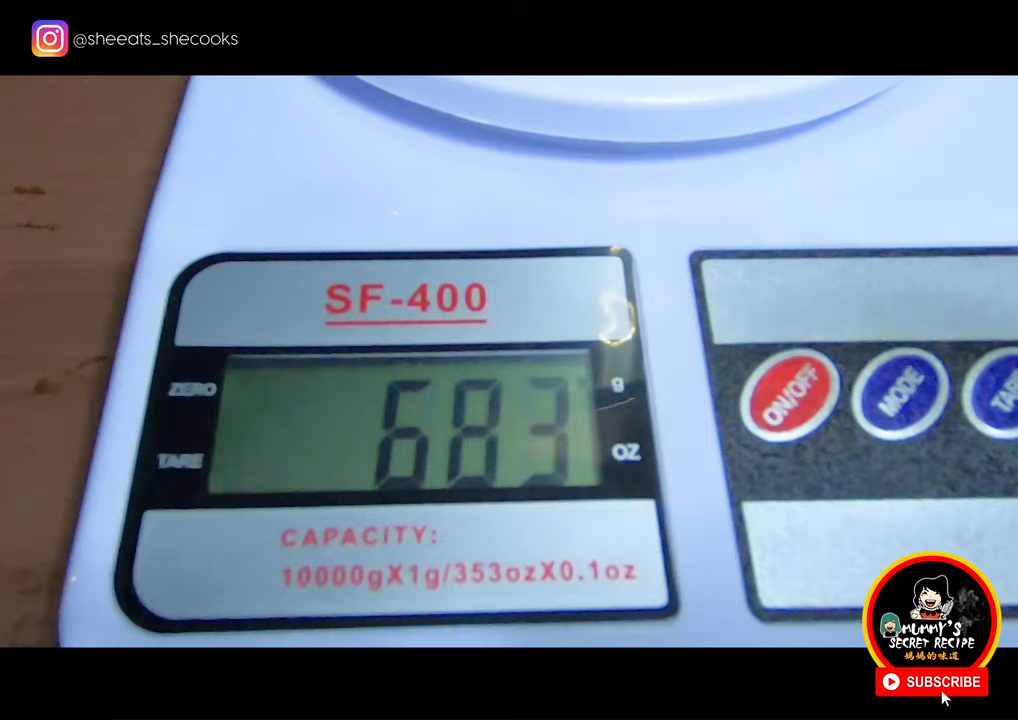 @sheeats_shecooks
SF-400
ZERO
683
g
TARE
OZ
CAPACITY:
10000gX1g/353ozX0.1oz
ON/OFF
MODE
MUMMY'S
SECRET RECIPE
媽媽的味道
SUBSCRIBE